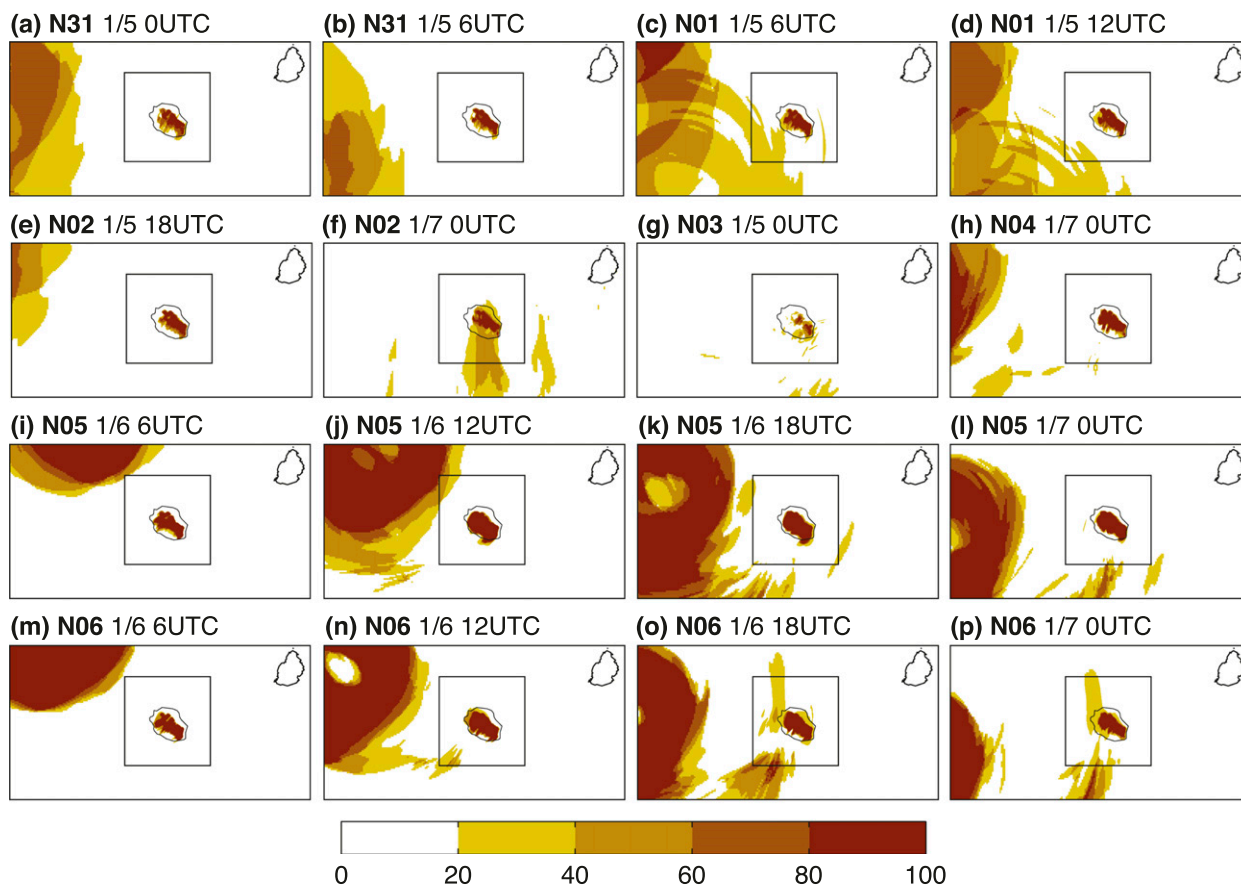 (a) N31 1/5 0UTC (b) N31 1/5 6UTC (c) N01 1/5 6UTC (d) N01 1/5 12UTC
(e) N02 1/5 18UTC (f) N02 1/7 0UTC (g) N03 1/5 0UTC (h) N04 1/7 0UTC
(i) N05 1/6 6UTC (j) N05 1/6 12UTC (k) N05 1/6 18UTC (l) N05 1/7 0UTC
(m) N06 1/6 6UTC (n) N06 1/6 12UTC (o) N06 1/6 18UTC (p) N06 1/7 0UTC
0 20 40 60 80 100